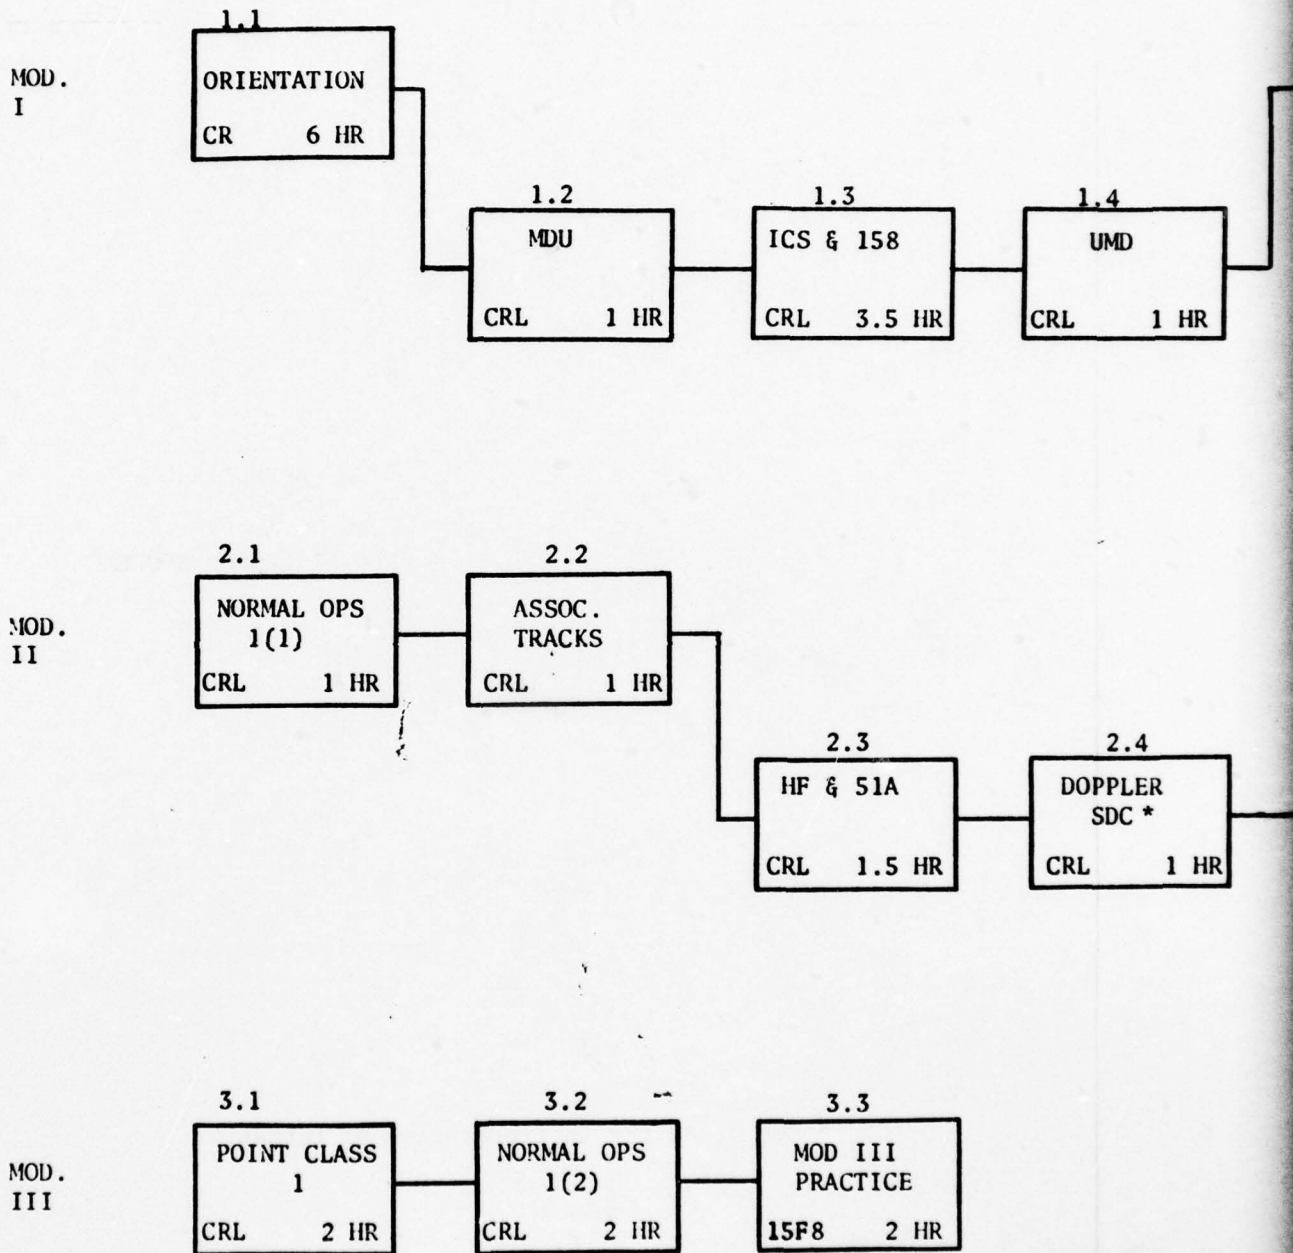 1.1
MOD.
I
ORIENTATION
CR 6 HR
1.2
MDU
CRL 1 HR
1.3
ICS & 158
CRL 3.5 HR
1.4
UMD
CRL 1 HR
MOD.
II
2.1
NORMAL OPS
1(1)
CRL 1 HR
2.2
ASSOC.
TRACKS
CRL 1 HR
2.3
HF & 51A
CRL 1.5 HR
2.4
DOPPLER
SDC *
CRL 1 HR
MOD.
III
3.1
POINT CLASS
1
CRL 2 HR
3.2
NORMAL OPS
1(2)
CRL 2 HR
3.3
MOD III
PRACTICE
15F8 2 HR